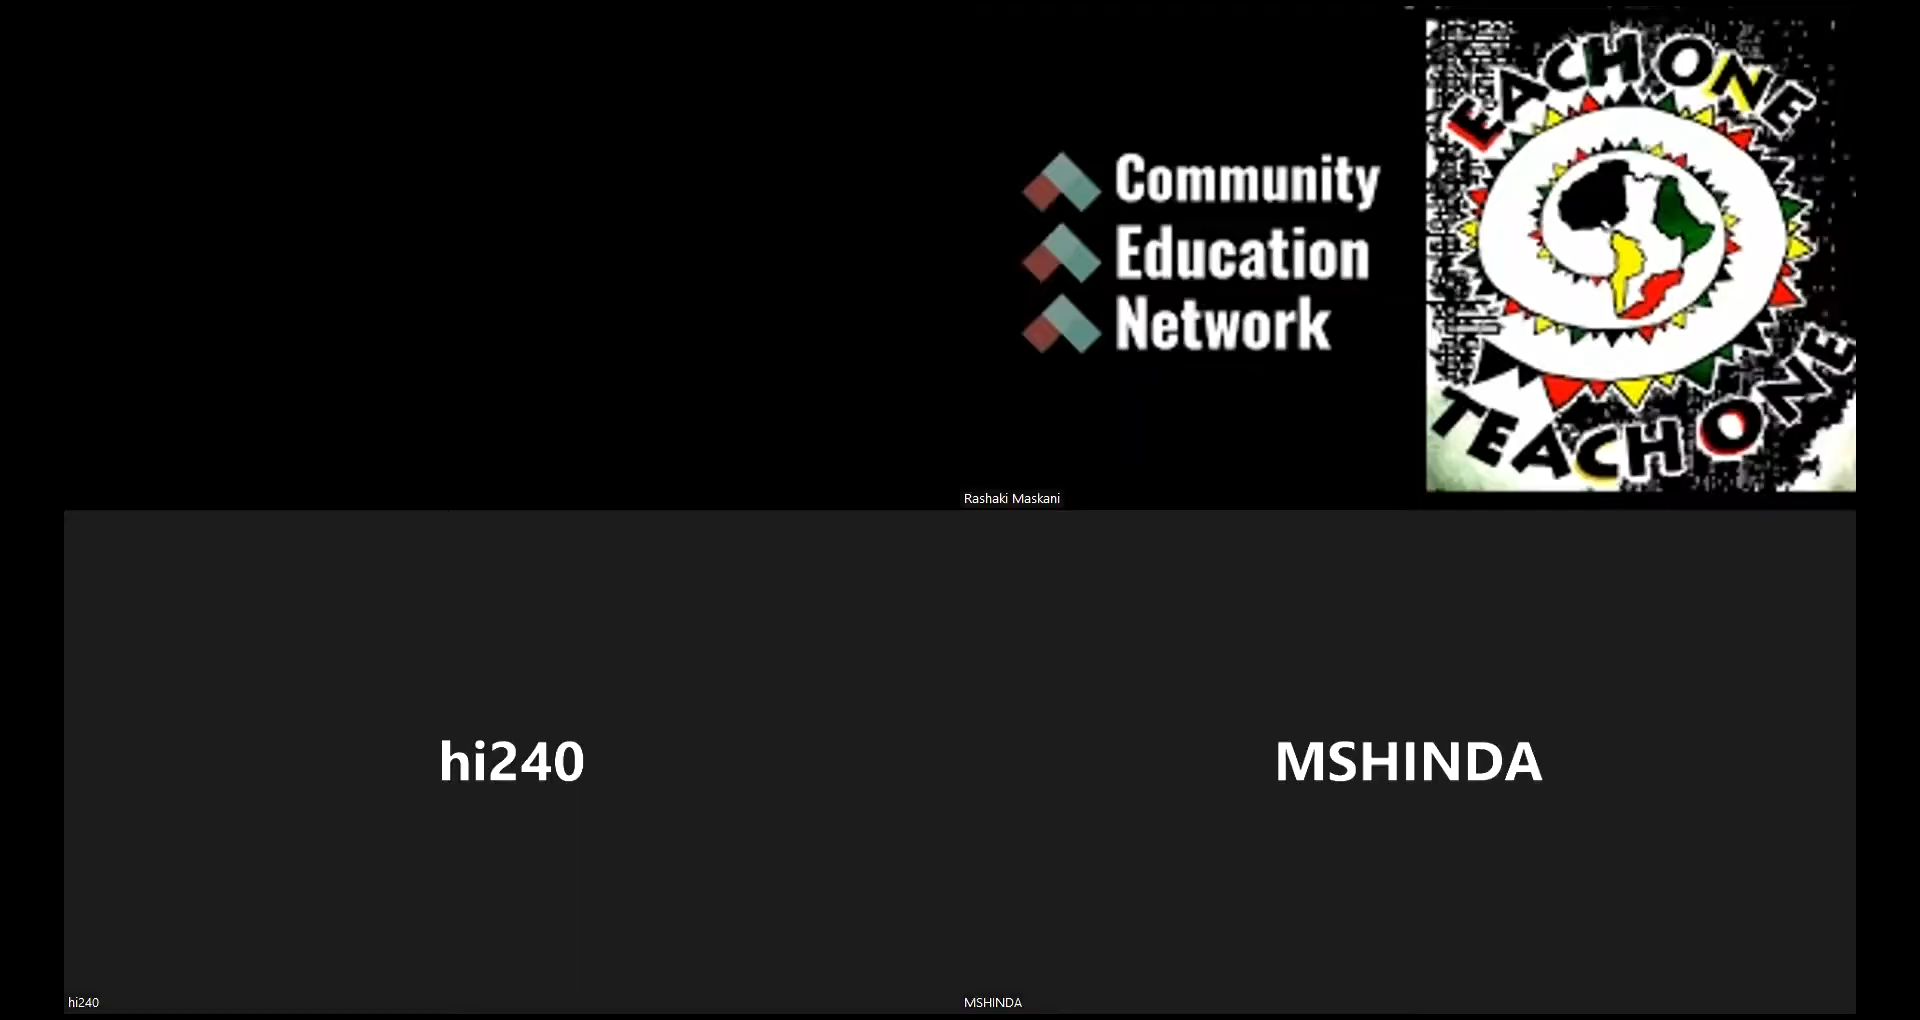 EACH ONE
Community
Education
Network
TEACH ONE
Rashaki Maskani
hi240
MSHINDA
hi240
MSHINDA